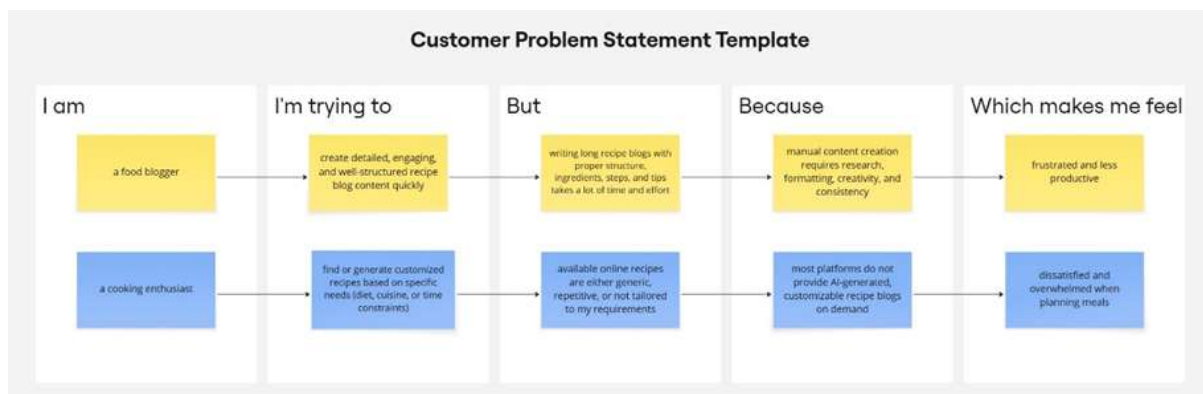 Customer Problem Statement Template
I am
I'm trying to
But
Because
Which makes me feel
a food blogger
create detailed, engaging,
and well-structured recipe
blog content quickly
writing long recipe blogs with
proper structure,
ingredients, steps, and tips
takes a lot of time and effort
manual content creation
requires research,
formatting, creativity, and
consistency
frustrated and less
productive
a cooking enthusiast
find or generate customized
recipes based on specific
needs (diet, cuisine, or time
constraints)
available online recipes
are either generic,
repetitive, or not tailored
to my requirements
most platforms do not
provide AI-generated,
customizable recipe blogs
on demand
dissatisfied and
overwhelmed when
planning meals